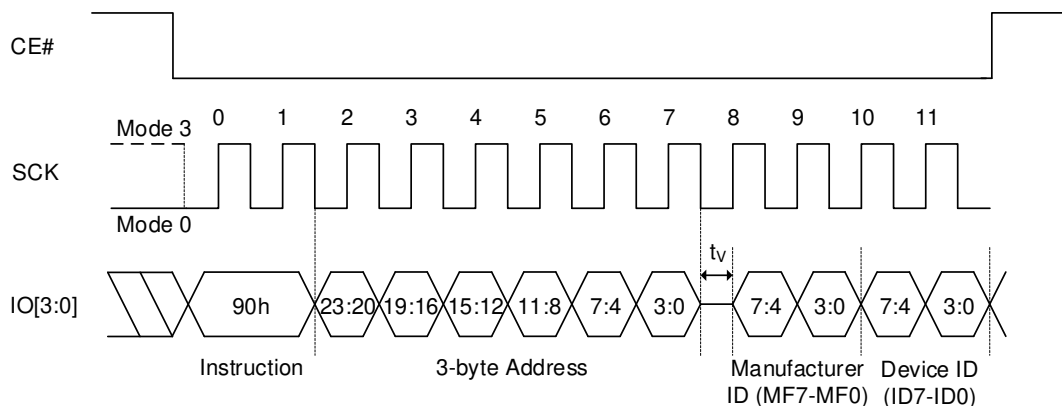 CE#
0 1 2 3 4 5 6 7 8 9 10 11
Mode 3
SCK
Mode 0
tV
IO[3:0] 90h 23:20 19:16 15:12 11:8 7:4 3:0 7:4 3:0 7:4 3:0
Instruction 3-byte Address Manufacturer Device ID
ID (MF7-MF0) (ID7-ID0)